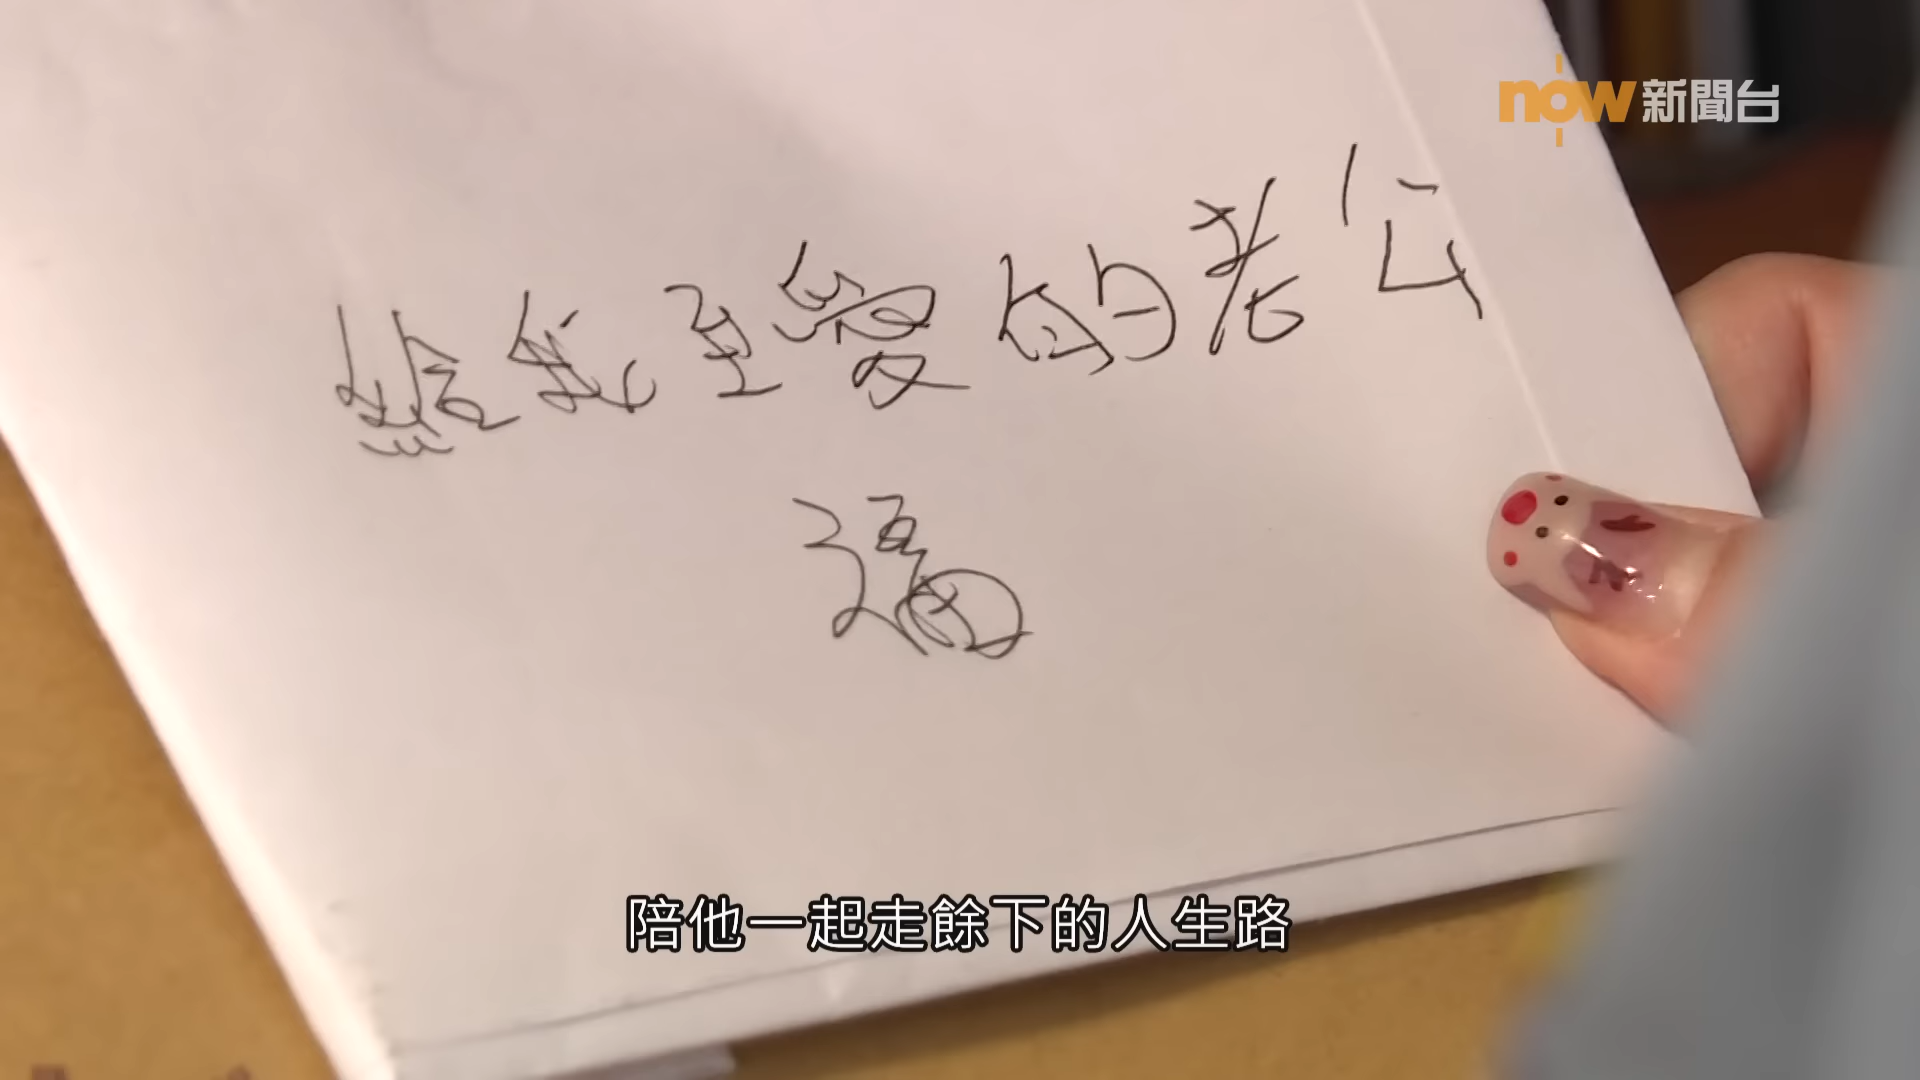 now新聞台
給我至愛的老公
陪他一起走餘下的人生路